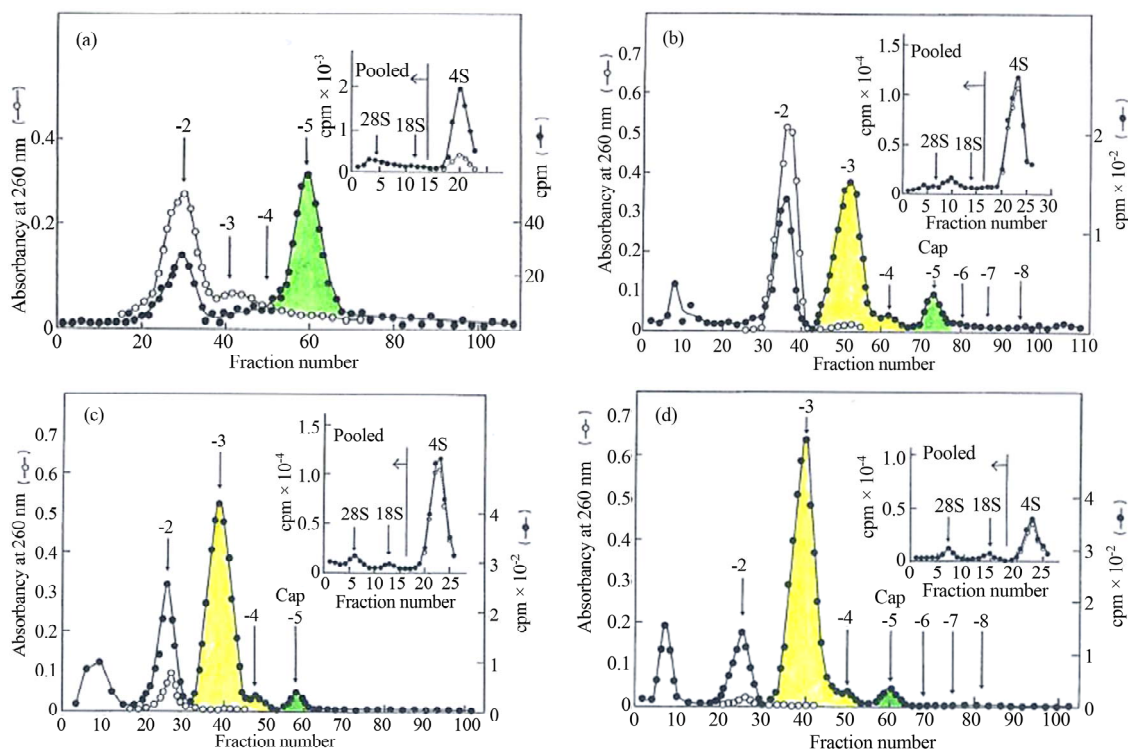 (a)
Absorbancy at 260 nm (—○—)
0.4
0.2
0
-2
-3
-4
-5
cpm (—●—)
40
20
0 20 40 60 80 100
Fraction number
Pooled
4S
28S
18S
cpm × 10⁻³
2
1
0
5 10 15 20
Fraction number
(b)
Absorbancy at 260 nm (—○—)
0.7
0.6
0.5
0.4
0.3
0.2
0.1
0
-2
-3
Cap
-4 -5 -6 -7 -8
cpm × 10⁻² (—●—)
2
1
0 10 20 30 40 50 60 70 80 90 100 110
Fraction number
Pooled
4S
28S
18S
cpm × 10⁻⁴
1.5
1.0
0.5
0
1 5 10 15 20 25 30
Fraction number
(c)
Absorbancy at 260 nm (—○—)
0.7
0.6
0.5
0.4
0.3
0.2
0.1
0
-2
-3
Cap
-4
-5
cpm × 10⁻² (—●—)
4
3
2
1
0
0 10 20 30 40 50 60 70 80 90 100
Fraction number
Pooled
4S
28S
18S
cpm × 10⁻⁴
1.5
1.0
0.5
0
1 5 10 15 20 25
Fraction number
(d)
Absorbancy at 260 nm (—○—)
0.7
0.6
0.5
0.4
0.3
0.2
0.1
0
-2
-3
Cap
-4 -5 -6 -7 -8
cpm × 10⁻² (—●—)
4
3
2
1
0
0 10 20 30 40 50 60 70 80 90 100
Fraction number
Pooled
4S
28S
18S
cpm × 10⁻⁴
1.0
0.5
0
1 5 10 15 20 25
Fraction number